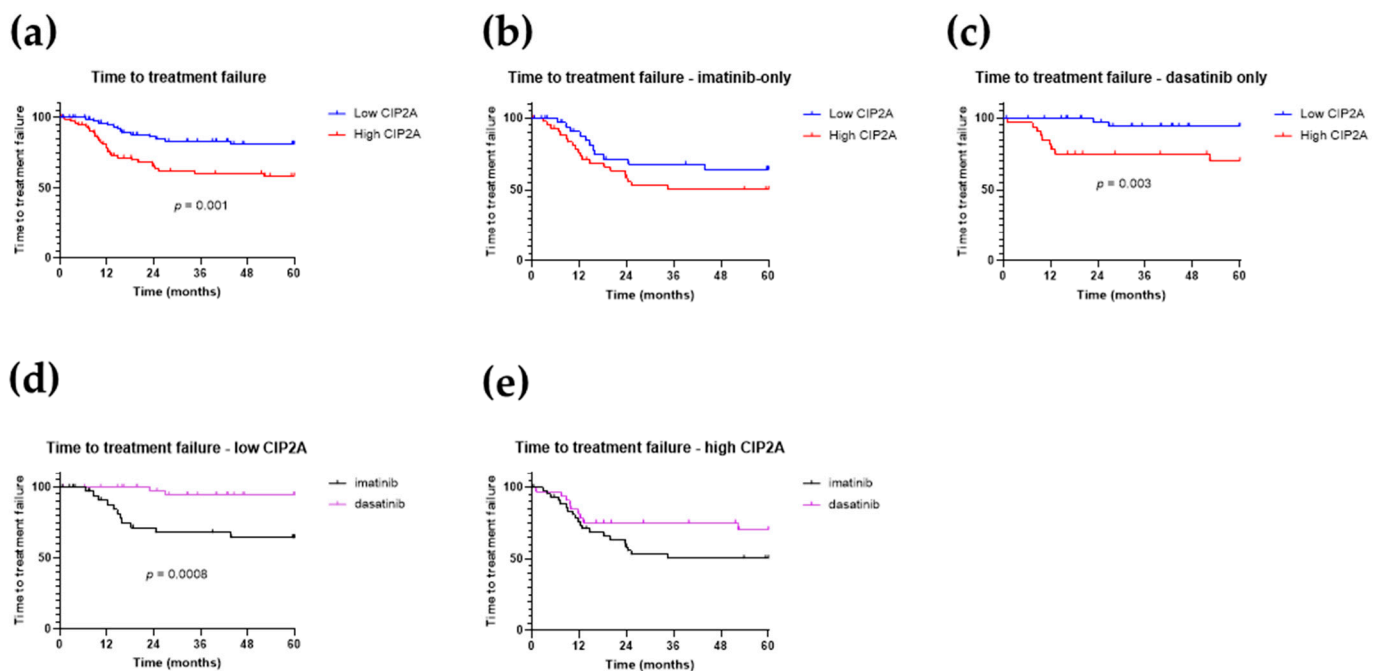 (a)
Time to treatment failure
Time to treatment failure
100
50
0
0 12 24 36 48 60
Time (months)
Low CIP2A
High CIP2A
p = 0.001
(b)
Time to treatment failure - imatinib-only
Time to treatment failure
100
50
0
0 12 24 36 48 60
Time (months)
Low CIP2A
High CIP2A
(c)
Time to treatment failure - dasatinib only
Time to treatment failure
100
50
0
0 12 24 36 48 60
Time (months)
Low CIP2A
High CIP2A
p = 0.003
(d)
Time to treatment failure - low CIP2A
Time to treatment failure
100
50
0
0 12 24 36 48 60
Time (months)
imatinib
dasatinib
p = 0.0008
(e)
Time to treatment failure - high CIP2A
Time to treatment failure
100
50
0
0 12 24 36 48 60
Time (months)
imatinib
dasatinib